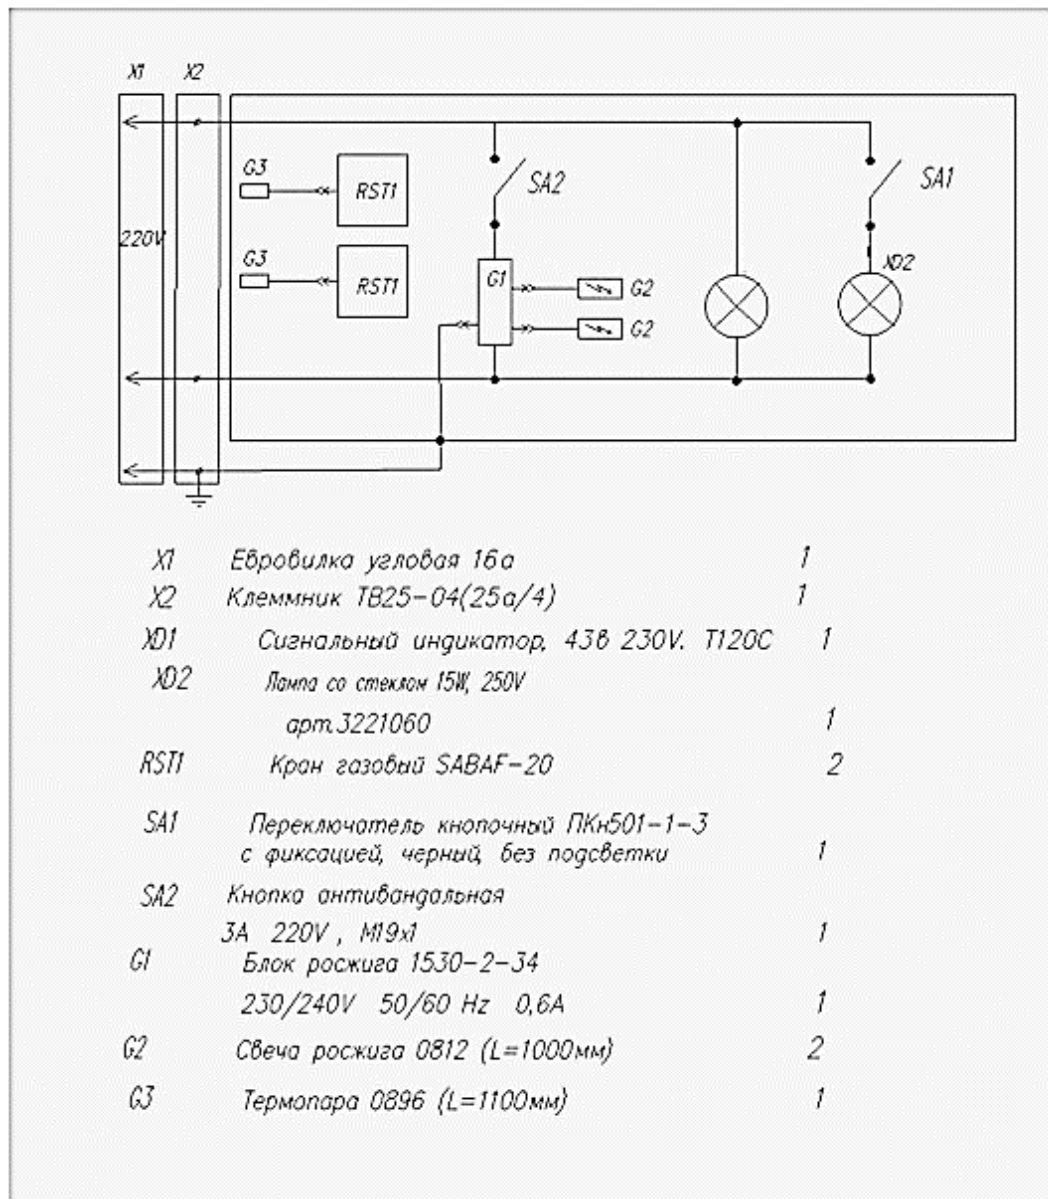 X1 X2
G3 RST1 SA2 SA1
220V
G3 RST1 G1 G2 XD2
G2
X1 Евровилка угловая 16а 1
X2 Клеммник ТВ25-04(25а/4) 1
XD1 Сигнальный индикатор, 43в 230V. T120C 1
XD2 Лампа со стеклом 15W, 250V
арт.3221060 1
RST1 Кран газовый SABAF-20 2
SA1 Переключатель кнопочный ПКн501-1-3
с фиксацией, черный, без подсветки 1
SA2 Кнопка антивандальная
3А 220V , М19х1 1
G1 Блок росжига 1530-2-34
230/240V 50/60 Hz 0,6А 1
G2 Свеча росжига 0812 (L=1000мм) 2
G3 Термопара 0896 (L=1100мм) 1